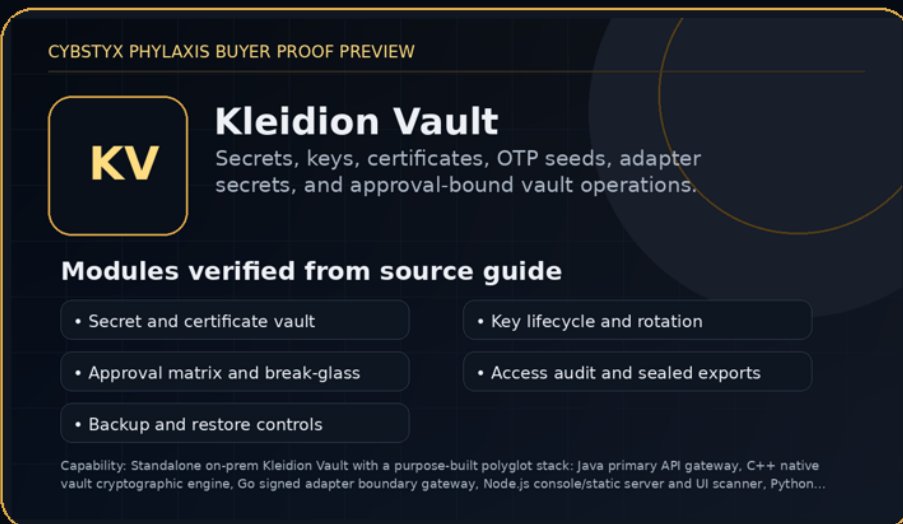 CYBSTYX PHYLAXIS BUYER PROOF PREVIEW
KV
Kleidion Vault
Secrets, keys, certificates, OTP seeds, adapter
secrets, and approval-bound vault operations.
Modules verified from source guide
• Secret and certificate vault
• Key lifecycle and rotation
• Approval matrix and break-glass
• Access audit and sealed exports
• Backup and restore controls
Capability: Standalone on-prem Kleidion Vault with a purpose-built polyglot stack: Java primary API gateway, C++ native
vault cryptographic engine, Go signed adapter boundary gateway, Node.js console/static server and UI scanner, Python...